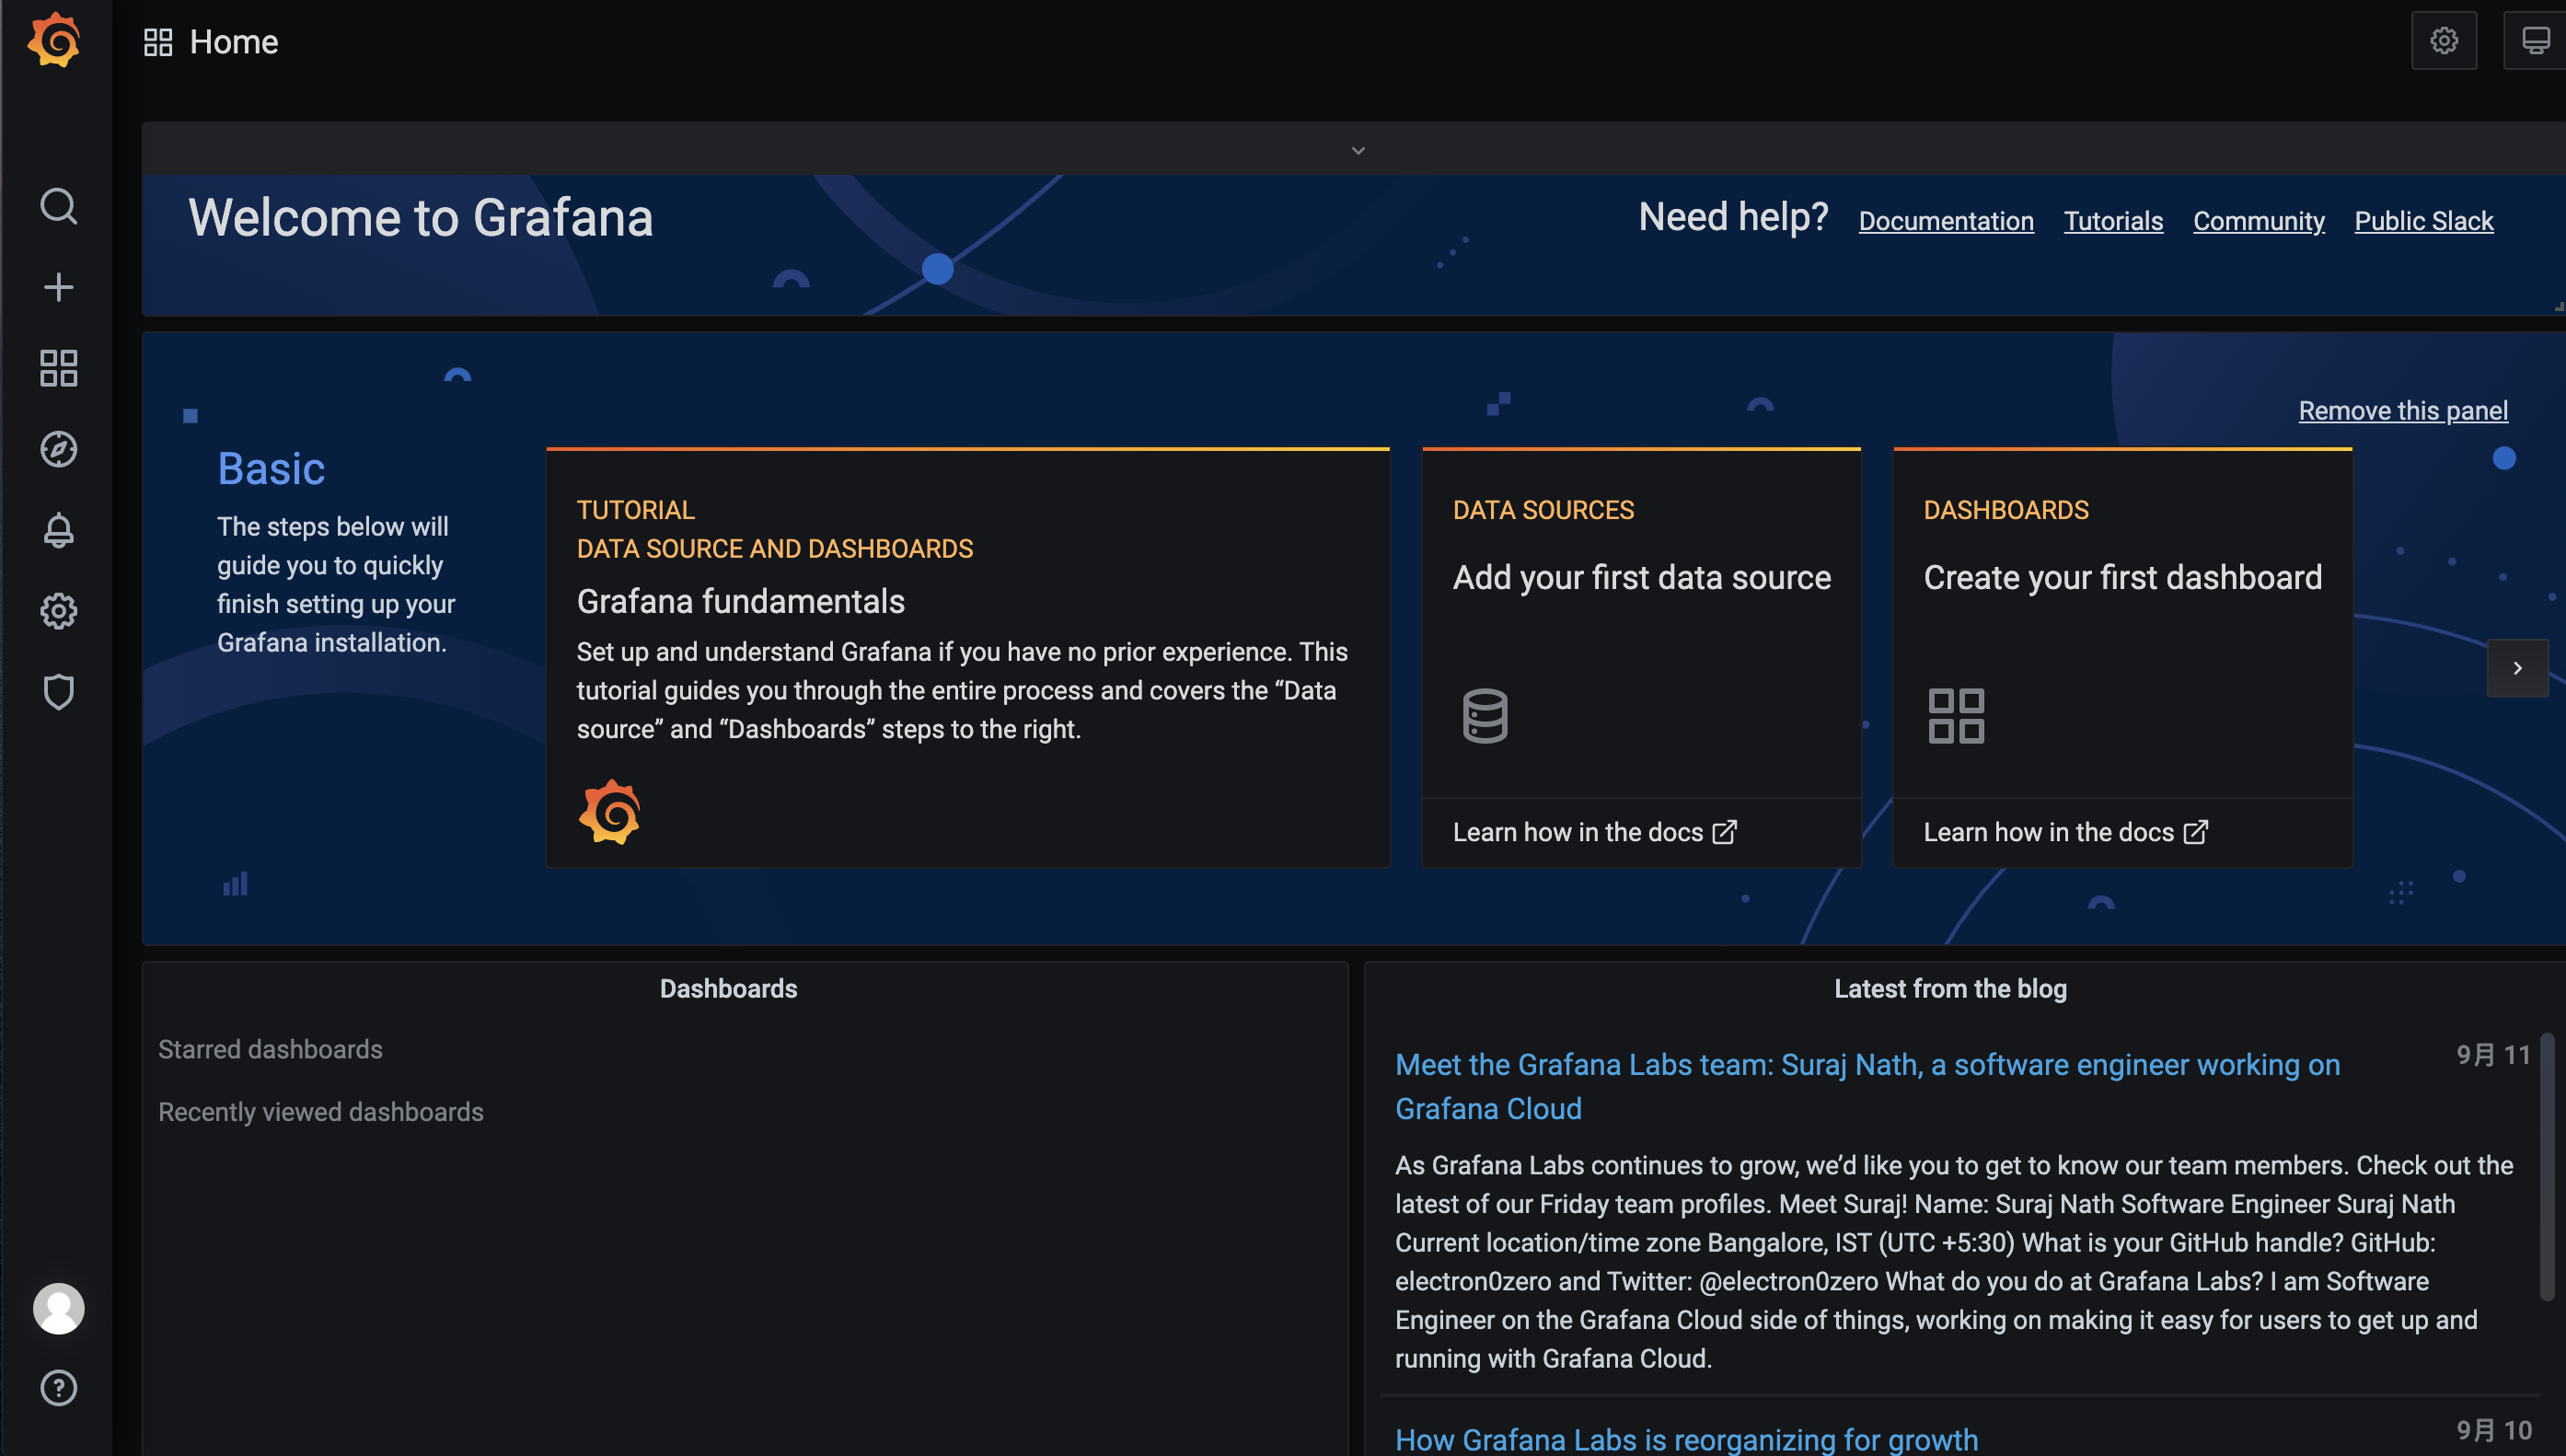 Home
Welcome to Grafana
Need help? Documentation Tutorials Community Public Slack
Remove this panel
Basic
The steps below will
guide you to quickly
finish setting up your
Grafana installation.
TUTORIAL
DATA SOURCE AND DASHBOARDS
Grafana fundamentals
Set up and understand Grafana if you have no prior experience. This
tutorial guides you through the entire process and covers the “Data
source” and “Dashboards” steps to the right.
DATA SOURCES
Add your first data source
Learn how in the docs
DASHBOARDS
Create your first dashboard
Learn how in the docs
Dashboards
Starred dashboards
Recently viewed dashboards
Latest from the blog
Meet the Grafana Labs team: Suraj Nath, a software engineer working on
Grafana Cloud
9月 11
As Grafana Labs continues to grow, we’d like you to get to know our team members. Check out the
latest of our Friday team profiles. Meet Suraj! Name: Suraj Nath Software Engineer Suraj Nath
Current location/time zone Bangalore, IST (UTC +5:30) What is your GitHub handle? GitHub:
electron0zero and Twitter: @electron0zero What do you do at Grafana Labs? I am Software
Engineer on the Grafana Cloud side of things, working on making it easy for users to get up and
running with Grafana Cloud.
How Grafana Labs is reorganizing for growth
9月 10